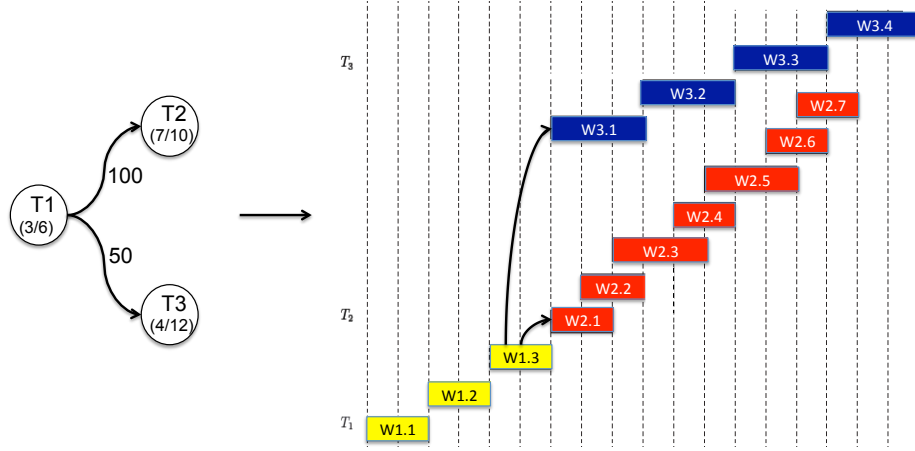 T2
(7/10)
100
T1
(3/6)
50
T3
(4/12)
W3.4
T3
W3.3
W3.2
W2.7
W3.1
W2.6
W2.5
W2.4
W2.3
W2.2
T2
W2.1
W1.3
W1.2
T1
W1.1